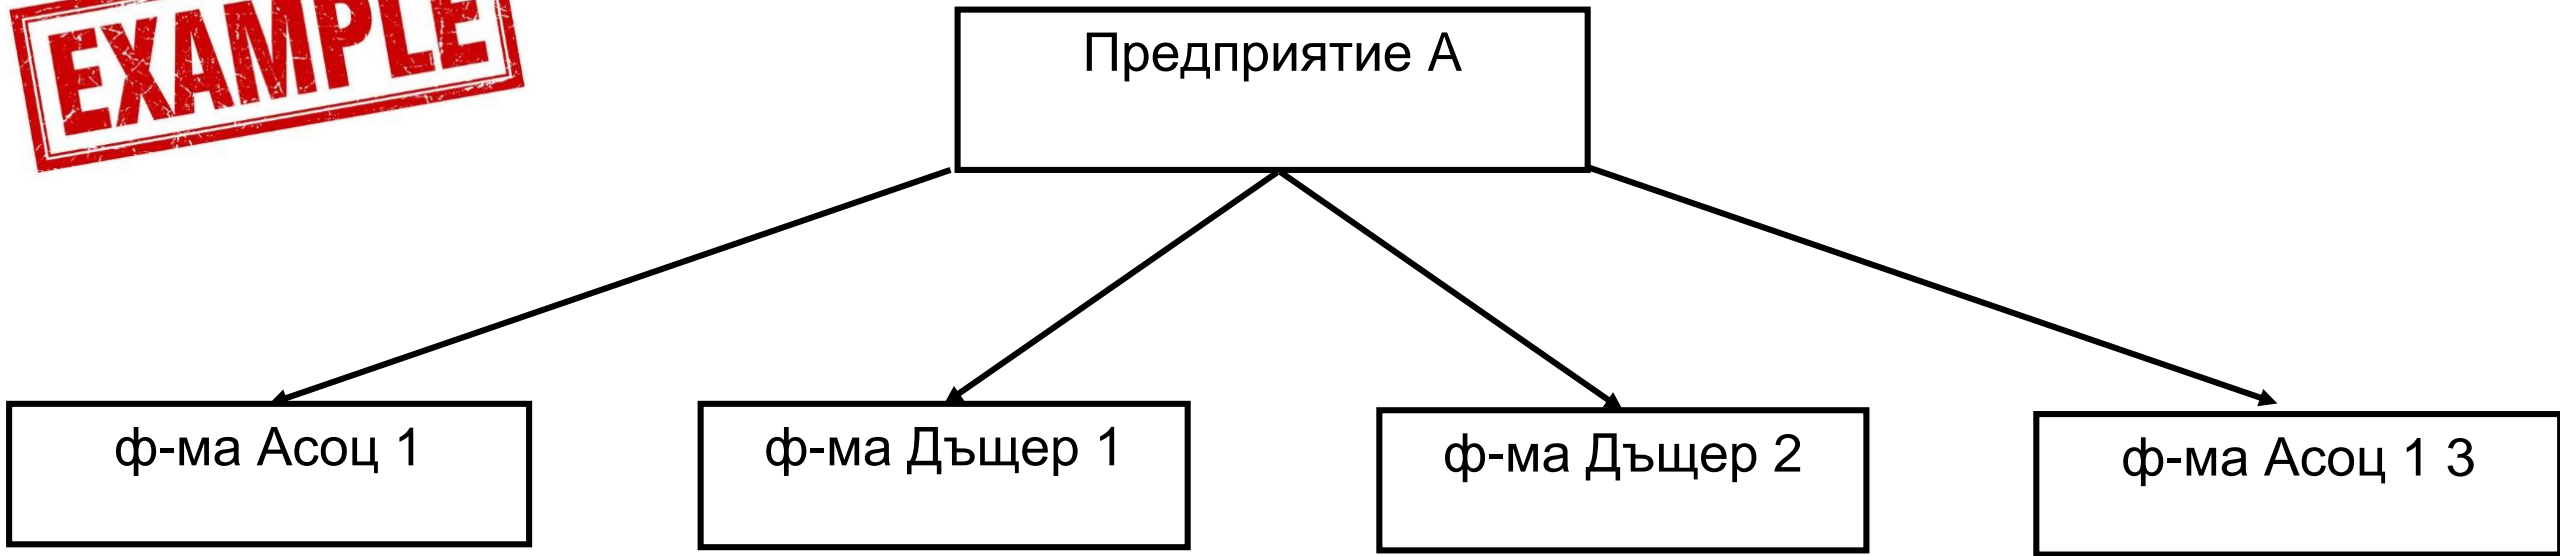 EXAMPLE
Предприятие А
ф-ма Асоц 1
ф-ма Дъщер 1
ф-ма Дъщер 2
ф-ма Асоц 1 3